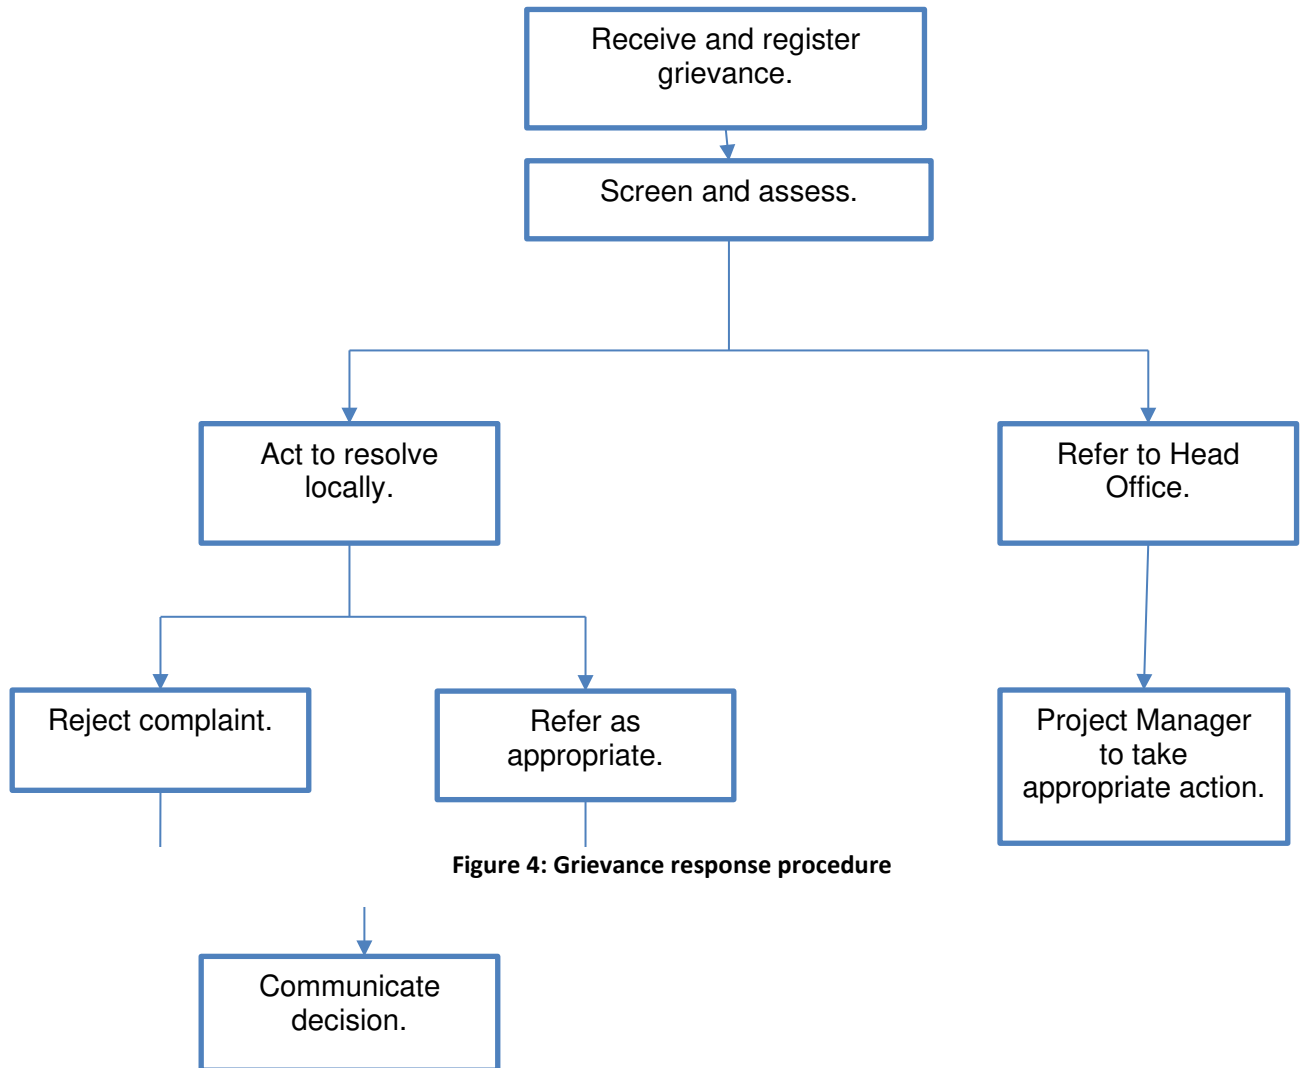 Receive and register
grievance.
Screen and assess.
Act to resolve
locally.
Refer to Head
Office.
Reject complaint.
Refer as
appropriate.
Project Manager
to take
appropriate action.
Figure 4: Grievance response procedure
Communicate
decision.